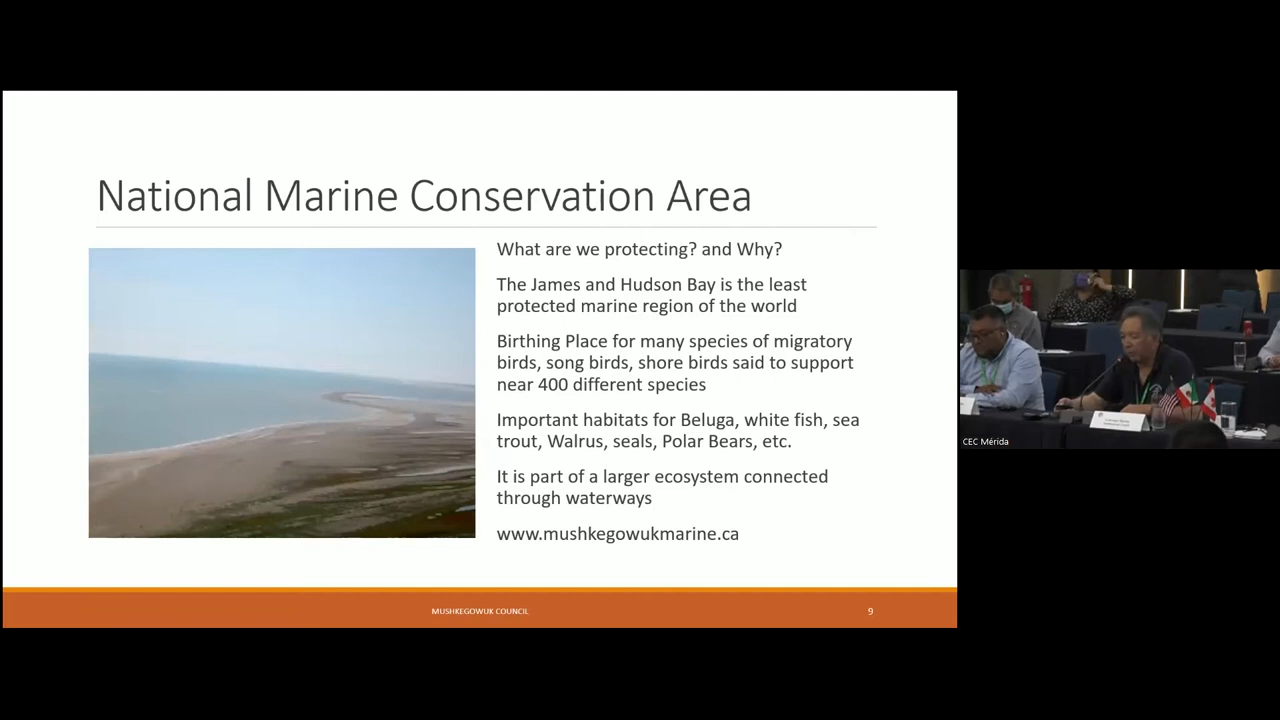 National Marine Conservation Area
What are we protecting? and Why?
The James and Hudson Bay is the least
protected marine region of the world
Birthing Place for many species of migratory
birds, song birds, shore birds said to support
near 400 different species
Important habitats for Beluga, white fish, sea
trout, Walrus, seals, Polar Bears, etc.
It is part of a larger ecosystem connected
through waterways
www.mushkegowukmarine.ca
MUSHKEGOWUK COUNCIL
9
CEC Mérida